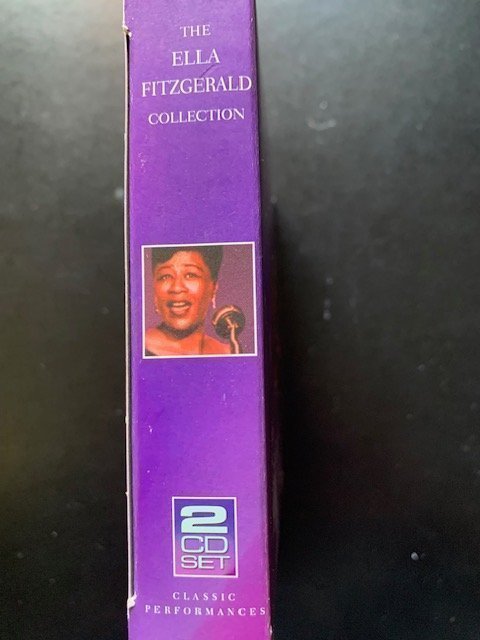 THE
ELLA
FITZGERALD
COLLECTION
2
CD
SET
CLASSIC
PERFORMANCES